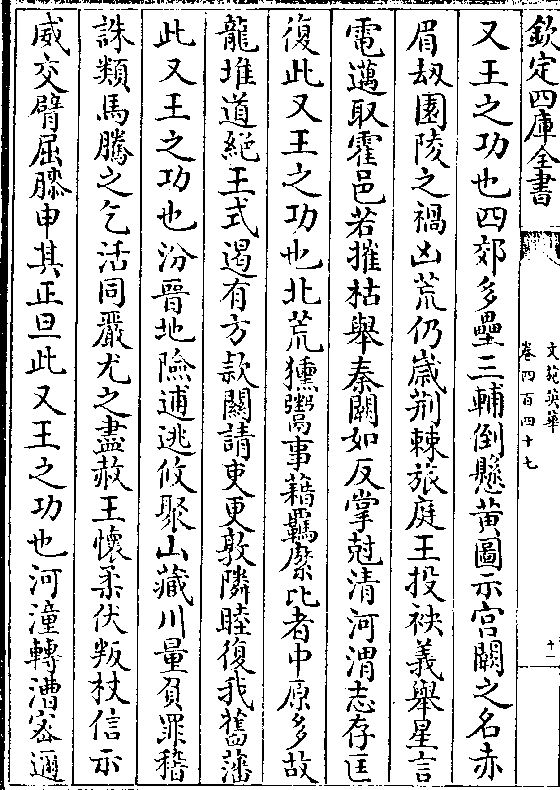 欽定四庫全書
文苑英華
卷四百四十七
十一
又王之功也四郊多壘三輔倒懸黃圖示宫闕之名赤
眉劫園陵之禍凶荒仍歲荆棘旅庭王投袂義舉星言
電邁取霍邑若摧枯舉秦關如反掌尅清河渭志存匡
復此又王之功也北荒獯鬻事藉羈縻比者中原多故
龍堆道絶王式遏有方款關請吏更敦隣睦復我舊藩
此又王之功也汾晉地險逋逃攸聚山藏川量負罪稽
誅類馬騰之乞活同嚴尤之盡赦王懷柔伏叛杖信示
威交臂屈膝申其正旦此又王之功也河潼轉漕密邇